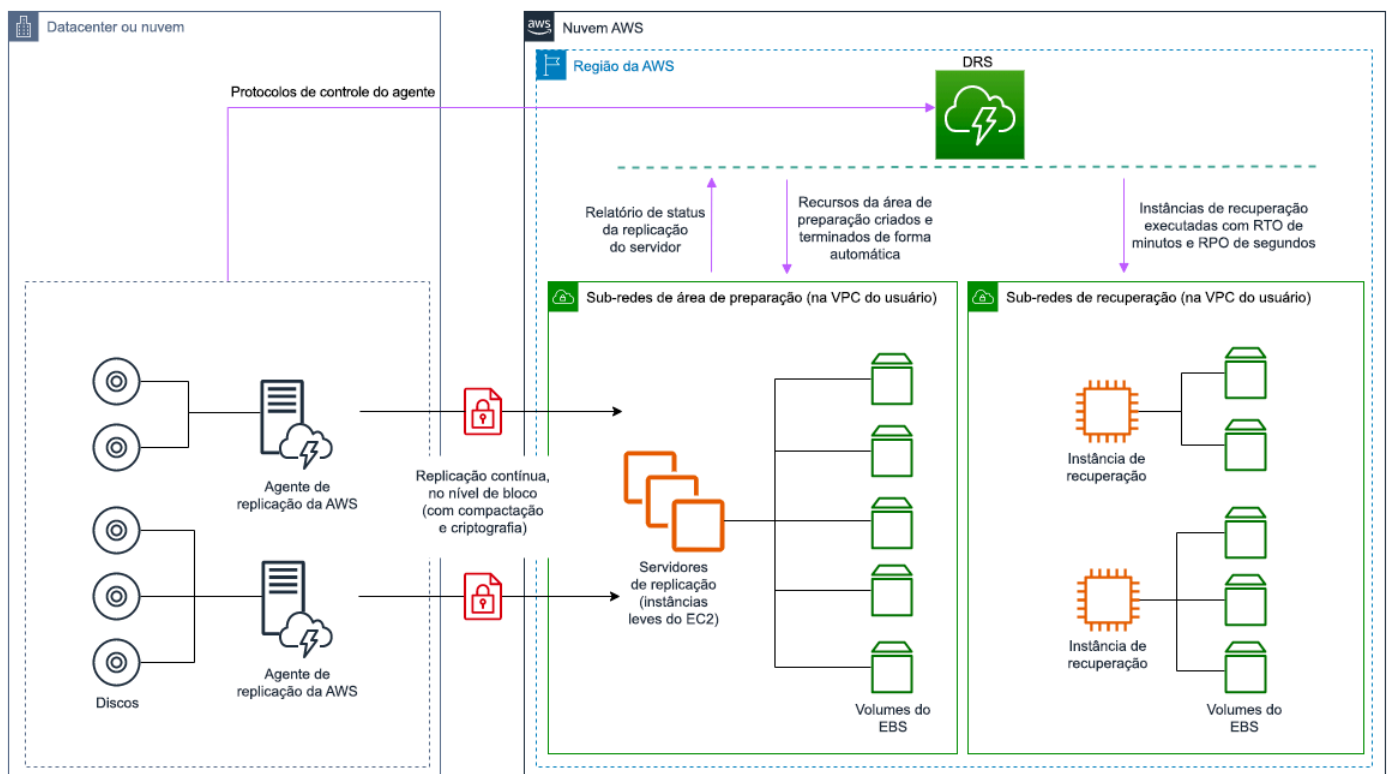 Datacenter ou nuvem
aws
Nuvem AWS
Região da AWS
DRS
Protocolos de controle do agente
Relatório de status
da replicação
do servidor
Recursos da área de
preparação criados e
terminados de forma
automática
Instâncias de recuperação
executadas com RTO de
minutos e RPO de segundos
Sub-redes de área de preparação (na VPC do usuário)
Sub-redes de recuperação (na VPC do usuário)
Agente de
replicação da AWS
Replicação contínua,
no nível de bloco
(com compactação
e criptografia)
Instância de
recuperação
Servidores
de replicação
(instâncias
leves do EC2)
Agente de
replicação da AWS
Instância de
recuperação
Discos
Volumes do
EBS
Volumes do
EBS